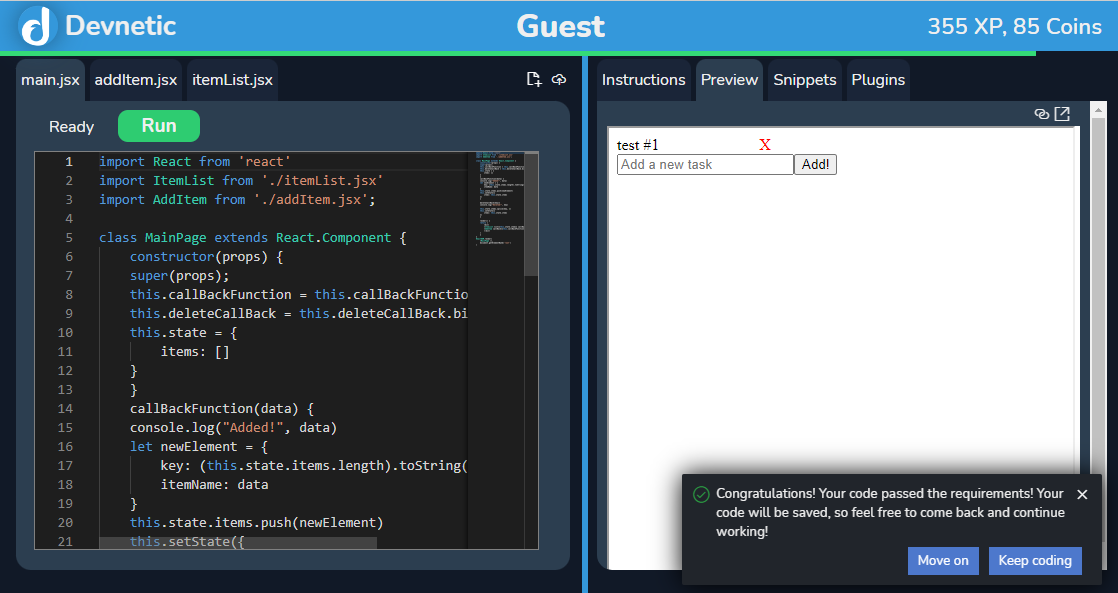 Devnetic
Guest
355 XP, 85 Coins
main.jsx addItem.jsx itemList.jsx
Ready Run
1 import React from 'react'
2 import ItemList from './itemList.jsx'
3 import AddItem from './addItem.jsx';
4
5 class MainPage extends React.Component {
6 constructor(props) {
7 super(props);
8 this.callBackFunction = this.callBackFunctio
9 this.deleteCallBack = this.deleteCallBack.bi
10 this.state = {
11 items: []
12 }
13 }
14 callBackFunction(data) {
15 console.log("Added!", data)
16 let newElement = {
17 key: (this.state.items.length).toString(
18 itemName: data
19 }
20 this.state.items.push(newElement)
21 this.setState({
Instructions Preview Snippets Plugins
test #1 X
Add a new task Add!
Congratulations! Your code passed the requirements! Your
code will be saved, so feel free to come back and continue
working!
Move on Keep coding